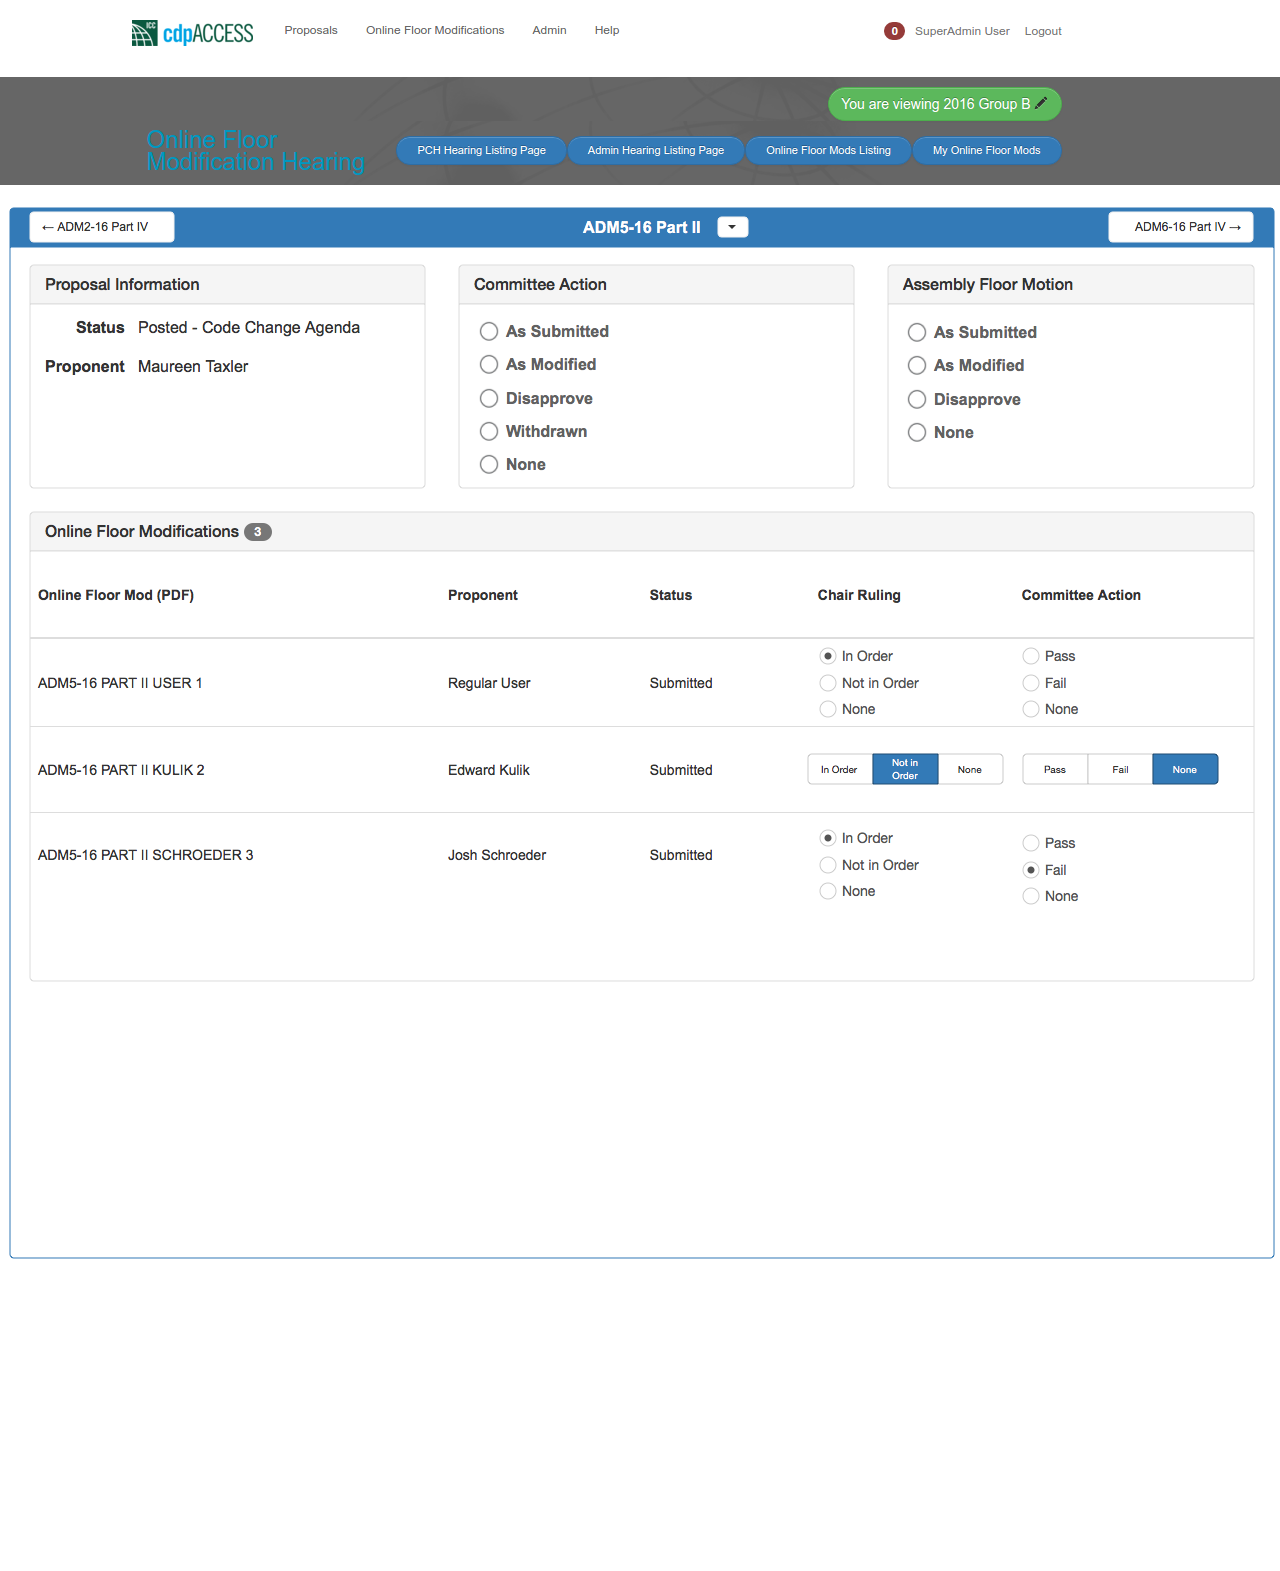 ICC cdpACCESS Proposals Online Floor Modifications Admin Help 0 SuperAdmin User Logout
You are viewing 2016 Group B
Online Floor
Modification Hearing
PCH Hearing Listing Page Admin Hearing Listing Page Online Floor Mods Listing My Online Floor Mods
← ADM2-16 Part IV ADM5-16 Part II ADM6-16 Part IV →
Proposal Information
Status Posted - Code Change Agenda
Proponent Maureen Taxler
Committee Action
As Submitted
As Modified
Disapprove
Withdrawn
None
Assembly Floor Motion
As Submitted
As Modified
Disapprove
None
Online Floor Modifications 3
Online Floor Mod (PDF) Proponent Status Chair Ruling Committee Action
ADM5-16 PART II USER 1 Regular User Submitted
In Order
Not in Order
None
Pass
Fail
None
ADM5-16 PART II KULIK 2 Edward Kulik Submitted
In Order
Not in
Order
None
Pass
Fail
None
ADM5-16 PART II SCHROEDER 3 Josh Schroeder Submitted
In Order
Not in Order
None
Pass
Fail
None